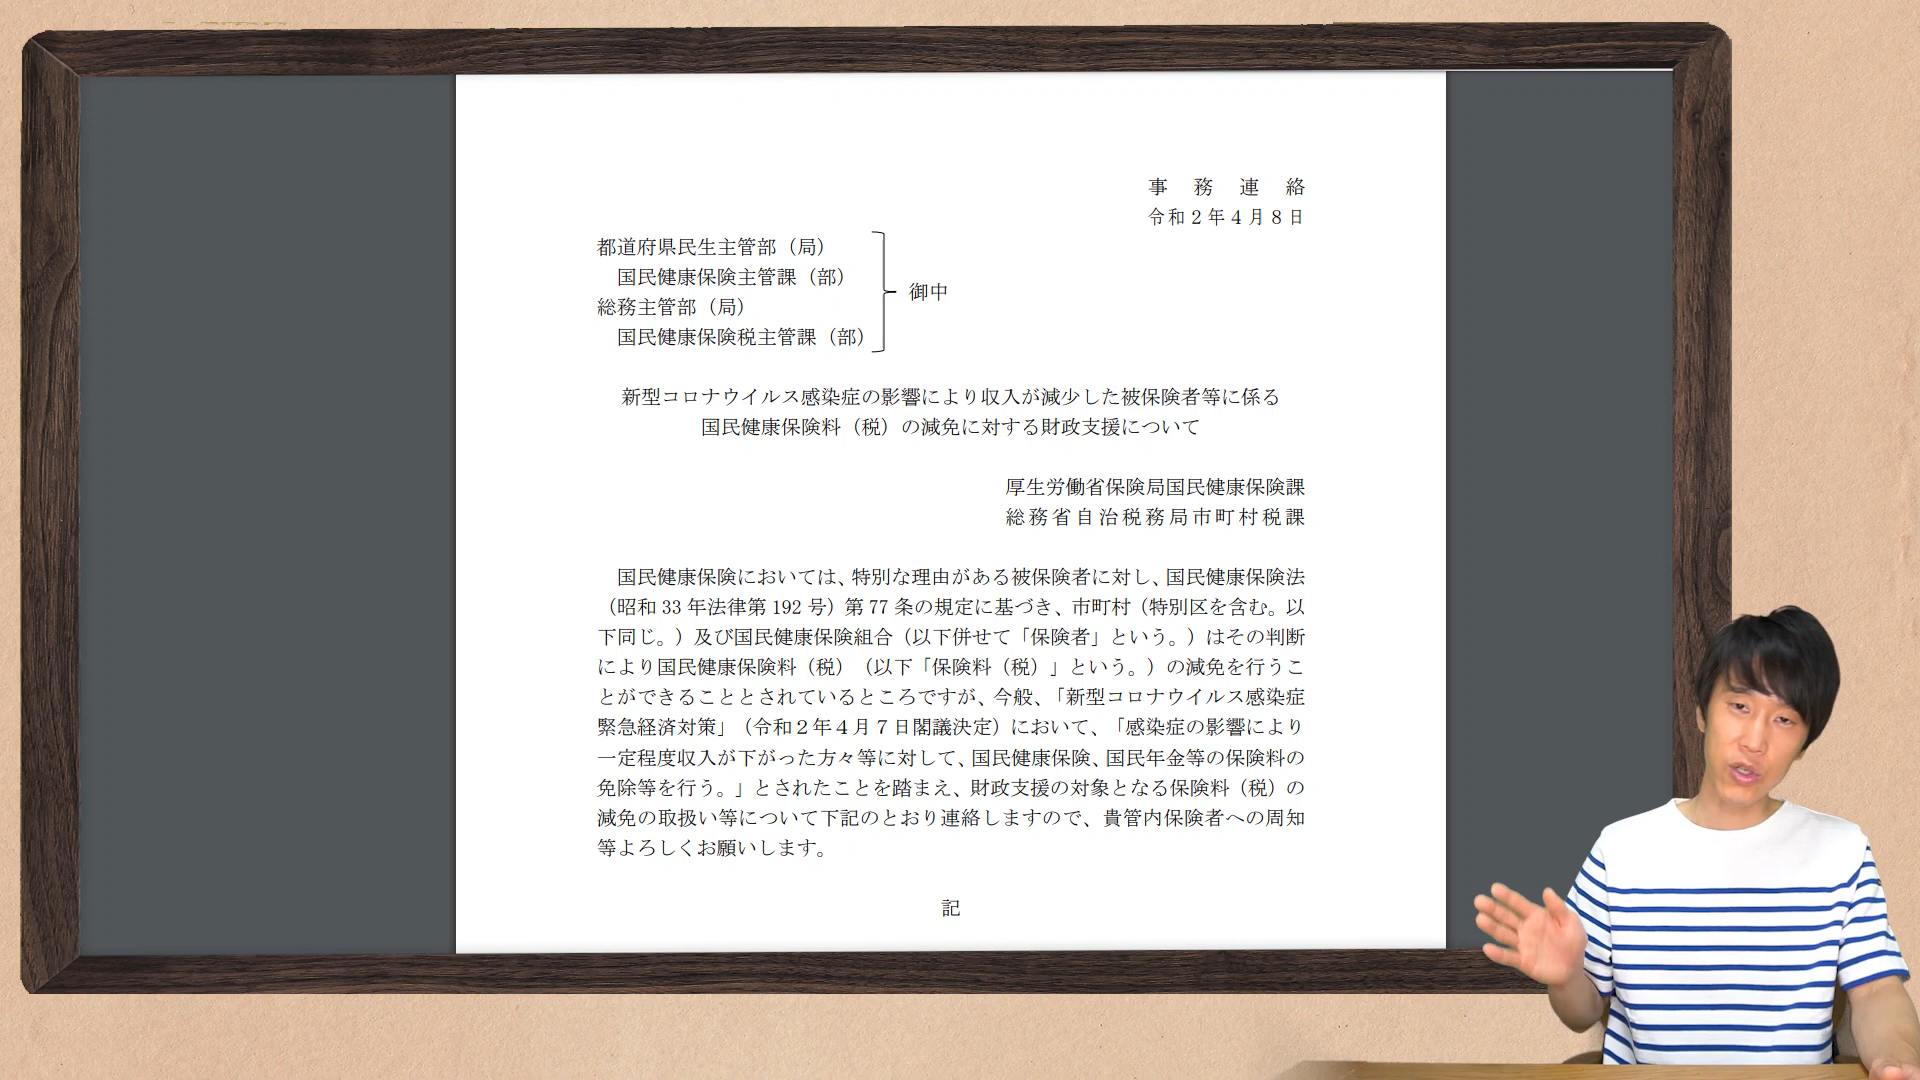 事務連絡
令和2年4月8日
都道府県民生主管部（局）
国民健康保険主管課（部）
総務主管部（局）
国民健康保険税主管課（部）
御中
新型コロナウイルス感染症の影響により収入が減少した被保険者等に係る
国民健康保険料（税）の減免に対する財政支援について
厚生労働省保険局国民健康保険課
総務省自治税務局市町村税課
国民健康保険においては、特別な理由がある被保険者に対し、国民健康保険法
（昭和 33 年法律第 192 号）第 77 条の規定に基づき、市町村（特別区を含む。以
下同じ。）及び国民健康保険組合（以下併せて「保険者」という。）はその判断
により国民健康保険料（税）（以下「保険料（税）」という。）の減免を行うこ
とができることとされているところですが、今般、「新型コロナウイルス感染症
緊急経済対策」（令和２年４月７日閣議決定）において、「感染症の影響により
一定程度収入が下がった方々等に対して、国民健康保険、国民年金等の保険料の
免除等を行う。」とされたことを踏まえ、財政支援の対象となる保険料（税）の
減免の取扱い等について下記のとおり連絡しますので、貴管内保険者への周知
等よろしくお願いします。
記